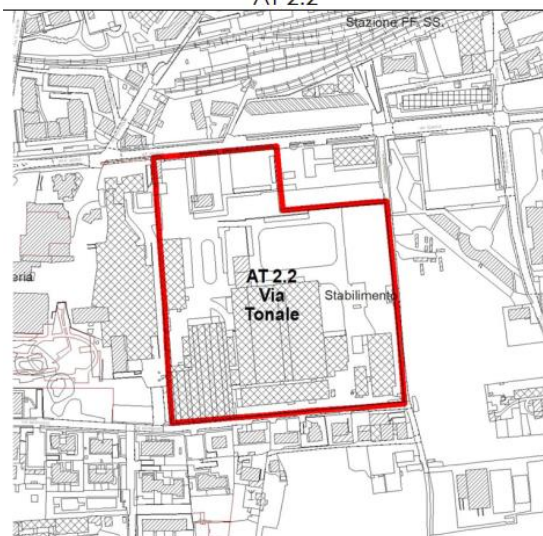 AT 2.2
Stazione FF. SS.
eria
AT 2.2
Via
Tonale
Stabilimento